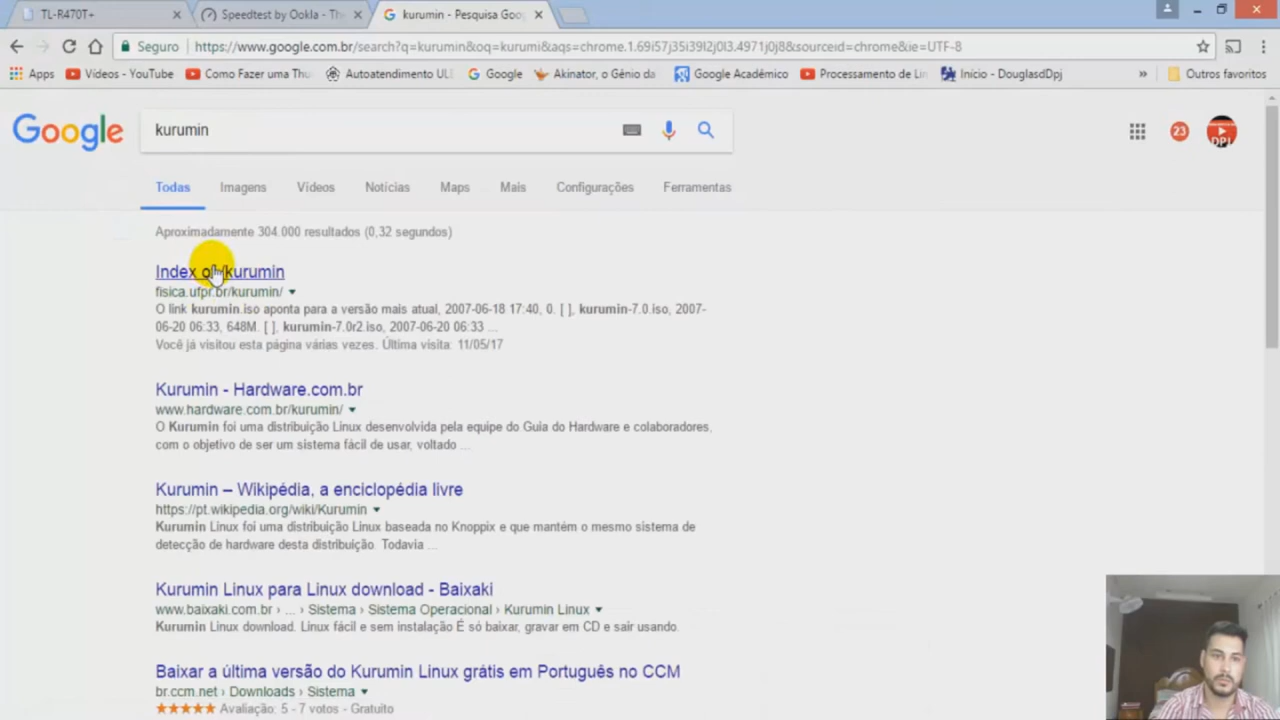 TL-R470T+
Speedtest by Ookla - The
kurumin - Pesquisa Goo
Seguro
https://www.google.com.br/search?q=kurumin&oq=kurumi&aqs=chrome.1.69i57j35i39l2j0l3.4971j0j8&sourceid=chrome&ie=UTF-8
Apps
Vídeos - YouTube
Como Fazer uma Thu
Autoatendimento UL
Google
Akinator, o Gênio da
Google Acadêmico
Processamento de Lin
Início - DouglasdDpj
»
Outros favoritos
Google
kurumin
23
DPJ
Todas
Imagens
Vídeos
Notícias
Maps
Mais
Configurações
Ferramentas
Aproximadamente 304.000 resultados (0,32 segundos)
Index of /kurumin
fisica.ufpr.br/kurumin/
O link kurumin.iso aponta para a versão mais atual, 2007-06-18 17:40, 0. [ ], kurumin-7.0.iso, 2007-
06-20 06:33, 648M. [ ], kurumin-7.0r2.iso, 2007-06-20 06:33 ...
Você já visitou esta página várias vezes. Última visita: 11/05/17
Kurumin - Hardware.com.br
www.hardware.com.br/kurumin/
O Kurumin foi uma distribuição Linux desenvolvida pela equipe do Guia do Hardware e colaboradores,
com o objetivo de ser um sistema fácil de usar, voltado ...
Kurumin – Wikipédia, a enciclopédia livre
https://pt.wikipedia.org/wiki/Kurumin
Kurumin Linux foi uma distribuição Linux baseada no Knoppix e que mantém o mesmo sistema de
detecção de hardware desta distribuição. Todavia ...
Kurumin Linux para Linux download - Baixaki
www.baixaki.com.br › ... › Sistema › Sistema Operacional › Kurumin Linux
Kurumin Linux download. Linux fácil e sem instalação É só baixar, gravar em CD e sair usando.
Baixar a última versão do Kurumin Linux grátis em Português no CCM
br.ccm.net › Downloads › Sistema
Avaliação: 5 - 7 votos - Gratuito